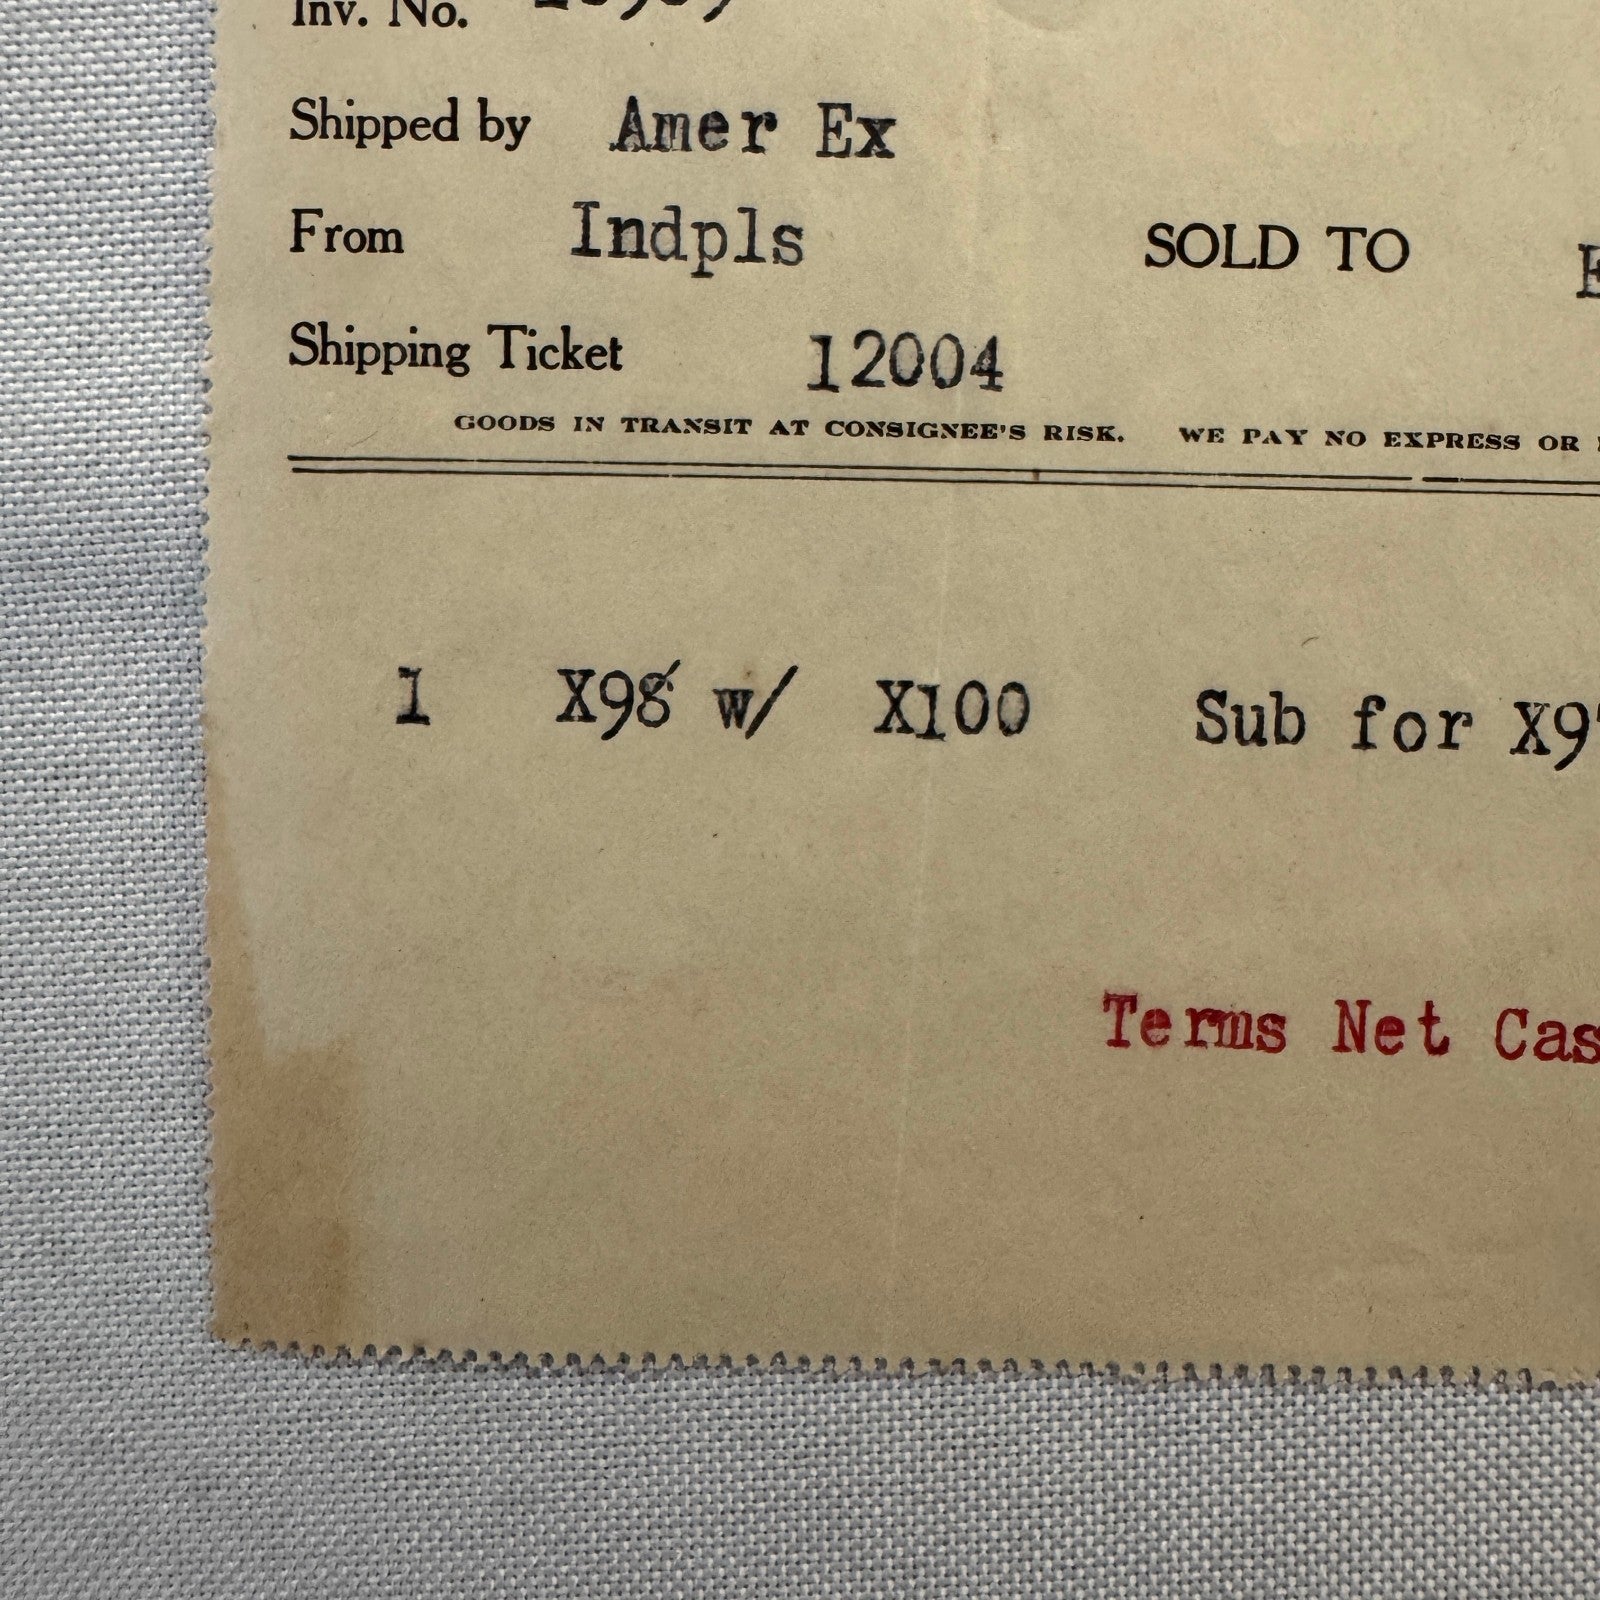 Inv. No.
Shipped by Amer Ex
From Indpls
SOLD TO
Shipping Ticket 12004
GOODS IN TRANSIT AT CONSIGNEE'S RISK. WE PAY NO EXPRESS OR
1 X98 w/ X100 Sub for
Terms Net